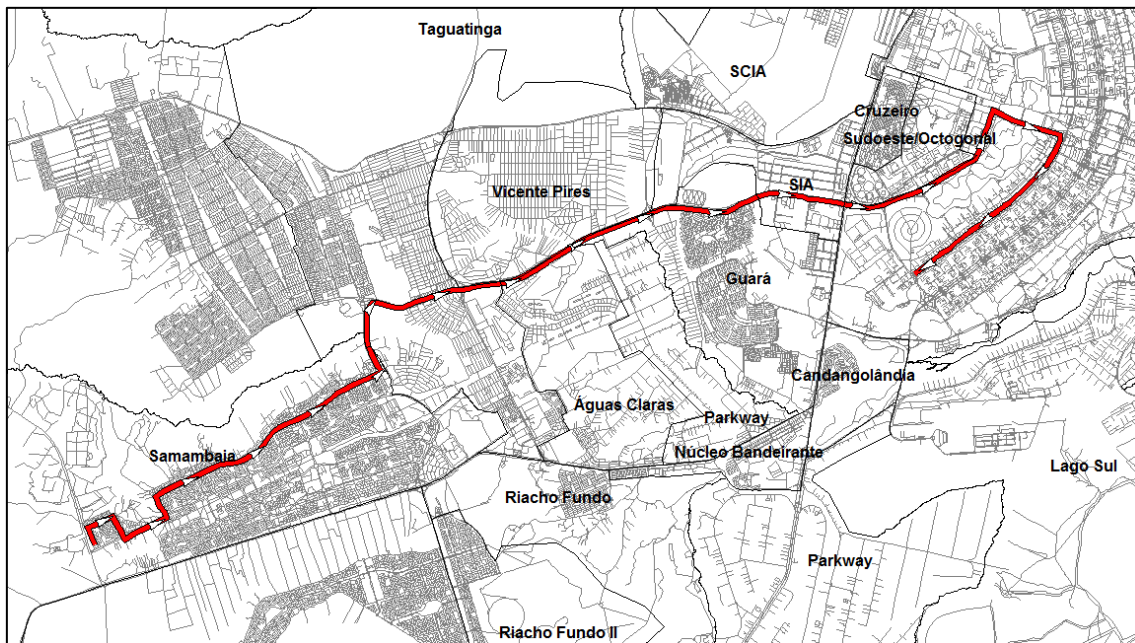 Taguatinga
SCIA
Cruzeiro
Sudoeste/Octogonal
SIA
Vicente Pires
Guará
Candangolândia
Águas Claras
Parkway
Núcleo Bandeirante
Samambaia
Lago Sul
Riacho Fundo
Parkway
Riacho Fundo II